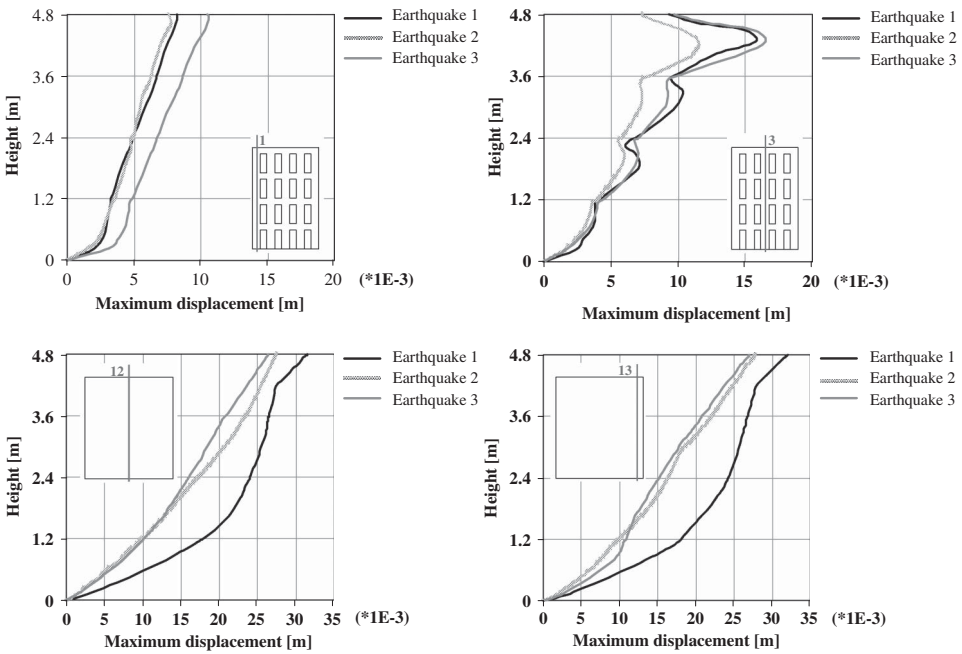 4.8
3.6
2.4
1.2
0
Height [m]
0 5 10 15 20 (*1E-3)
Maximum displacement [m]
1
Earthquake 1
Earthquake 2
Earthquake 3
4.8
3.6
2.4
1.2
0
Height [m]
0 5 10 15 20 (*1E-3)
Maximum displacement [m]
3
Earthquake 1
Earthquake 2
Earthquake 3
4.8
3.6
2.4
1.2
0
Height [m]
0 5 10 15 20 25 30 35 (*1E-3)
Maximum displacement [m]
12
Earthquake 1
Earthquake 2
Earthquake 3
4.8
3.6
2.4
1.2
0
Height [m]
0 5 10 15 20 25 30 35 (*1E-3)
Maximum displacement [m]
13
Earthquake 1
Earthquake 2
Earthquake 3